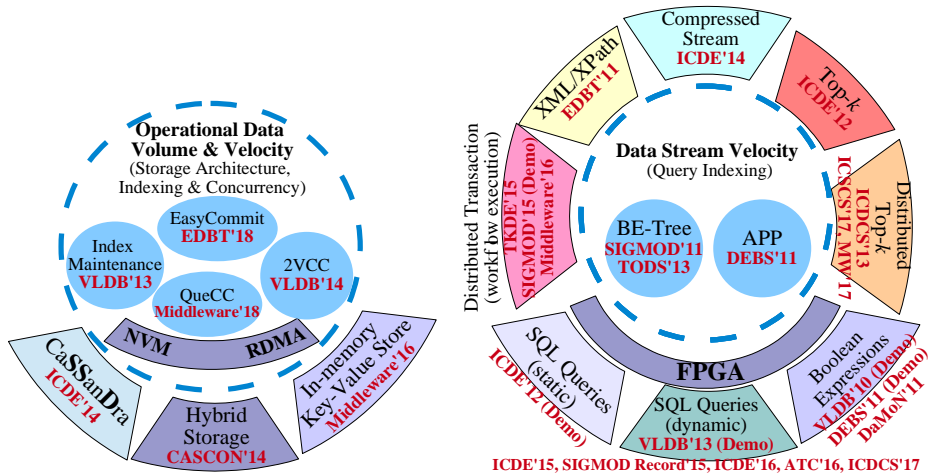 Operational Data
Volume & Velocity
(Storage Architecture,
Indexing & Concurrency)
EasyCommit
EDBT'18
Index
Maintenance
VLDB'13
2VCC
VLDB'14
QueCC
Middleware'18
NVM
RDMA
CaSSanDra
ICDE'14
Hybrid
Storage
CASCON'14
In-memory
Key-Value Store
Middleware'16
Compressed
Stream
ICDE'14
XML/XPath
EDBT'11
Top-k
ICDE'12
Distributed Transaction
(workf bw execution)
TKDE'15
SIGMOD'15 (Demo)
Middleware'16
Data Stream Velocity
(Query Indexing)
BE-Tree
SIGMOD'11
TODS'13
APP
DEBS'11
Distributed
Top-k
ICDCS'13
ICSCS'17, MW'17
FPGA
SQL Queries
(static)
ICDE'12 (Demo)
SQL Queries
(dynamic)
VLDB'13 (Demo)
Boolean
Expressions
VLDB'10 (Demo)
DEBS'11 (Demo)
DaMoN'11
ICDE'15, SIGMOD Record'15, ICDE'16, ATC'16, ICDCS'17